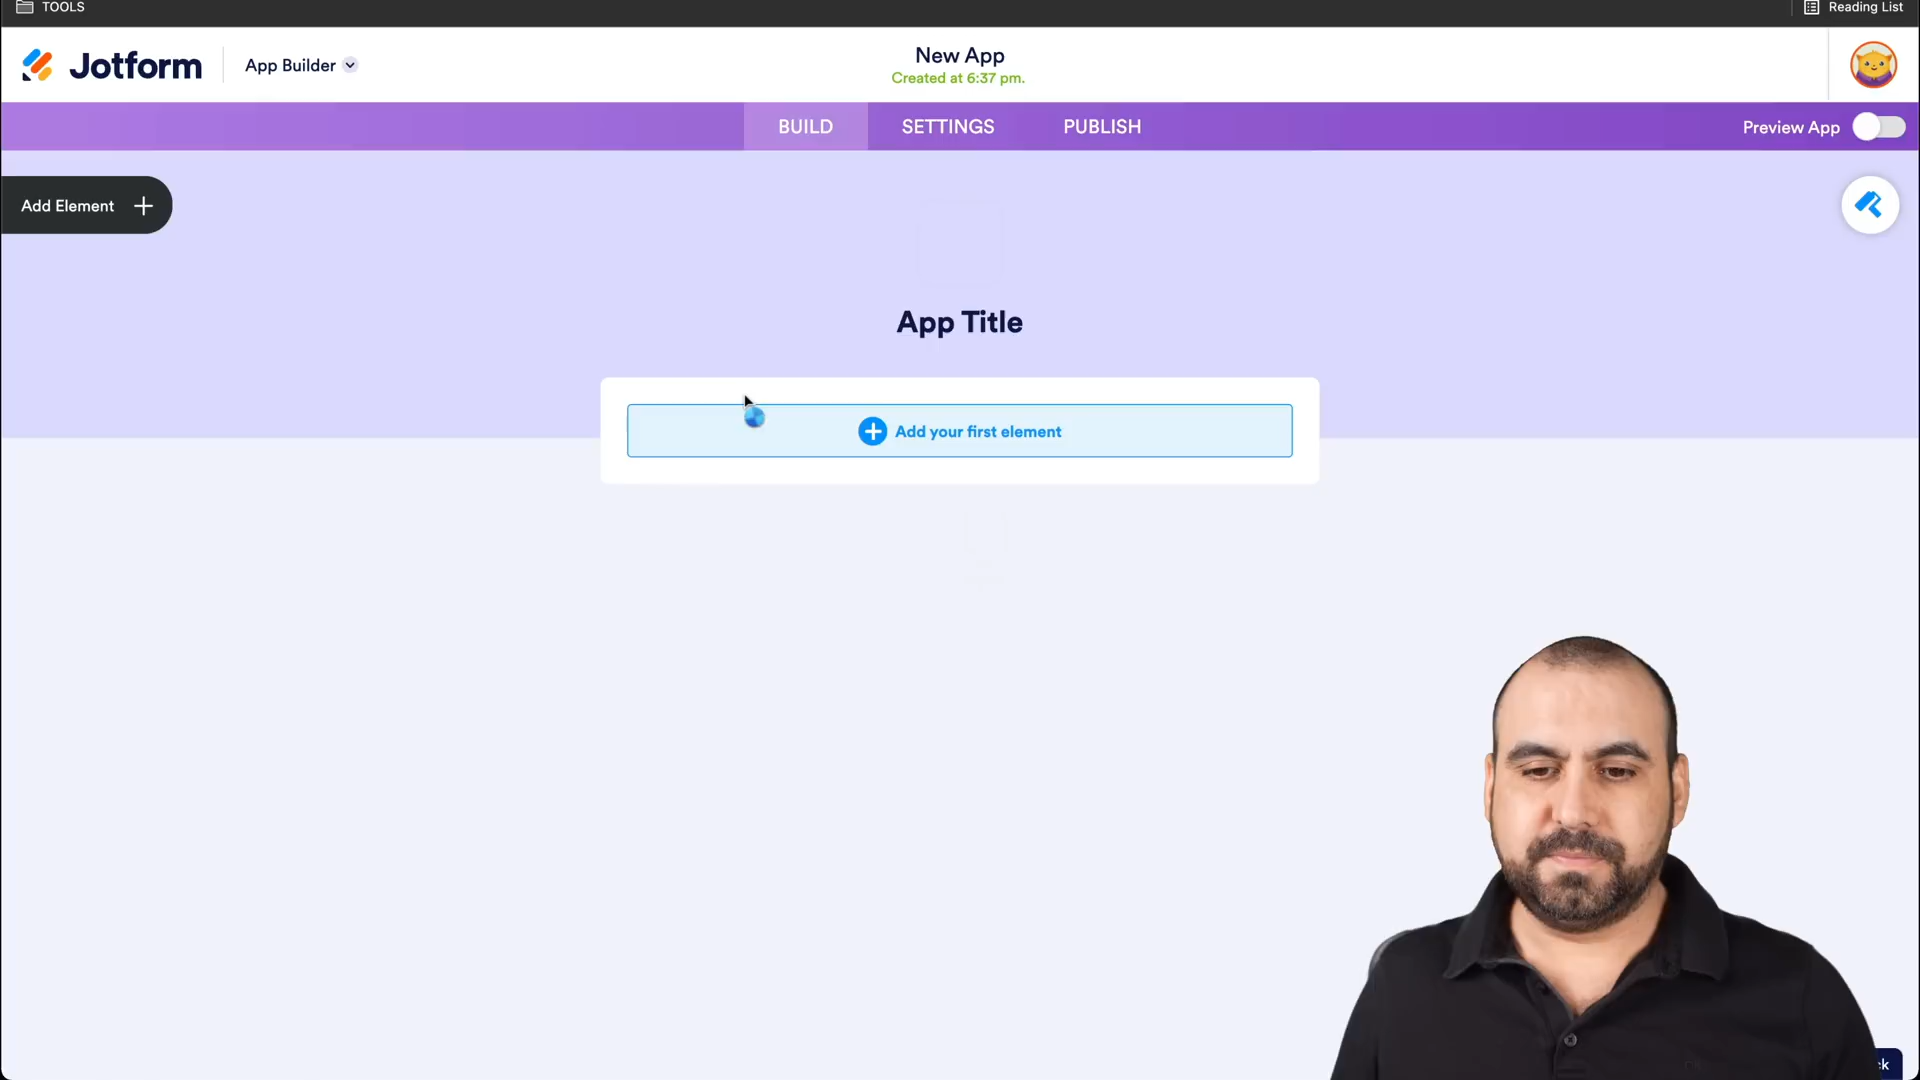 TOOLS
Reading List
Jotform
App Builder
New App
Created at 6:37 pm.
BUILD
SETTINGS
PUBLISH
Preview App
Add Element
App Title
Add your first element